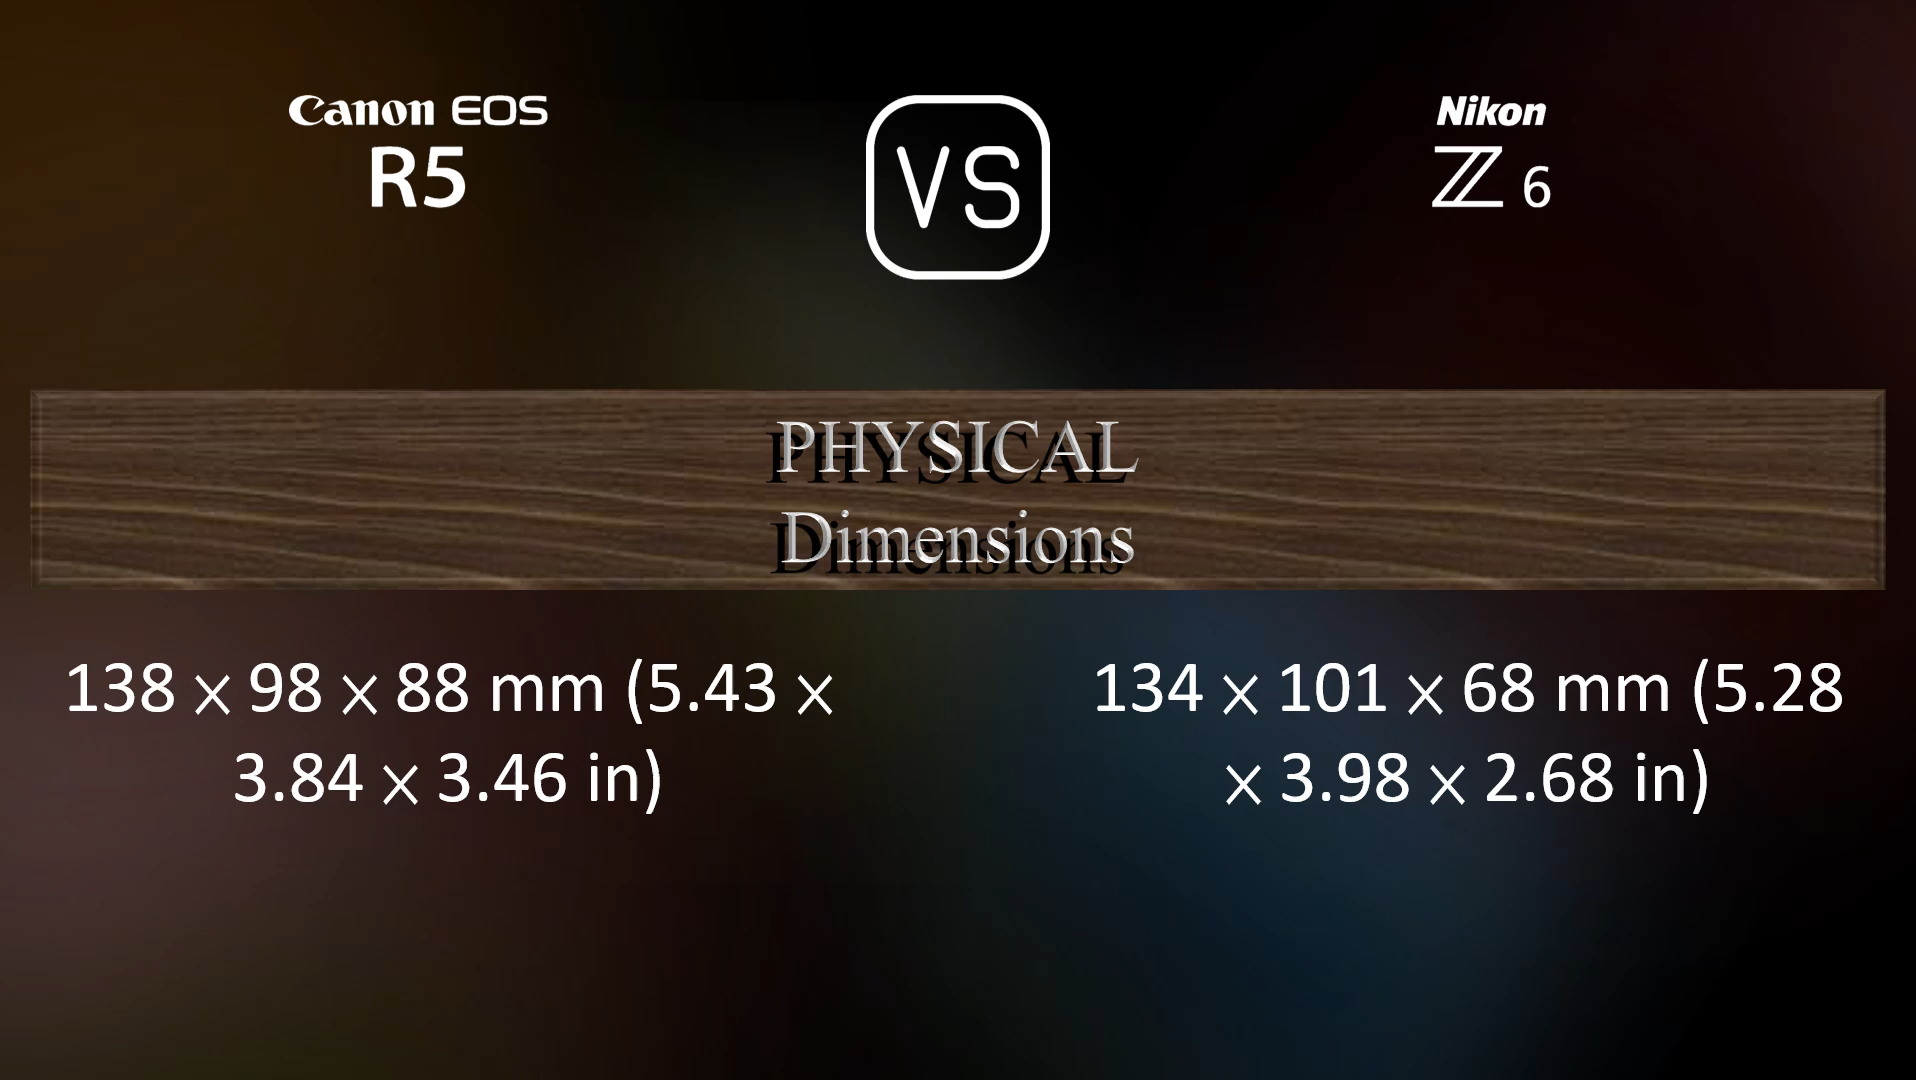 Canon EOS
R5
VS
Nikon
Z 6
PHYSICAL
Dimensions
138 x 98 x 88 mm (5.43 x
3.84 x 3.46 in)
134 x 101 x 68 mm (5.28
x 3.98 x 2.68 in)